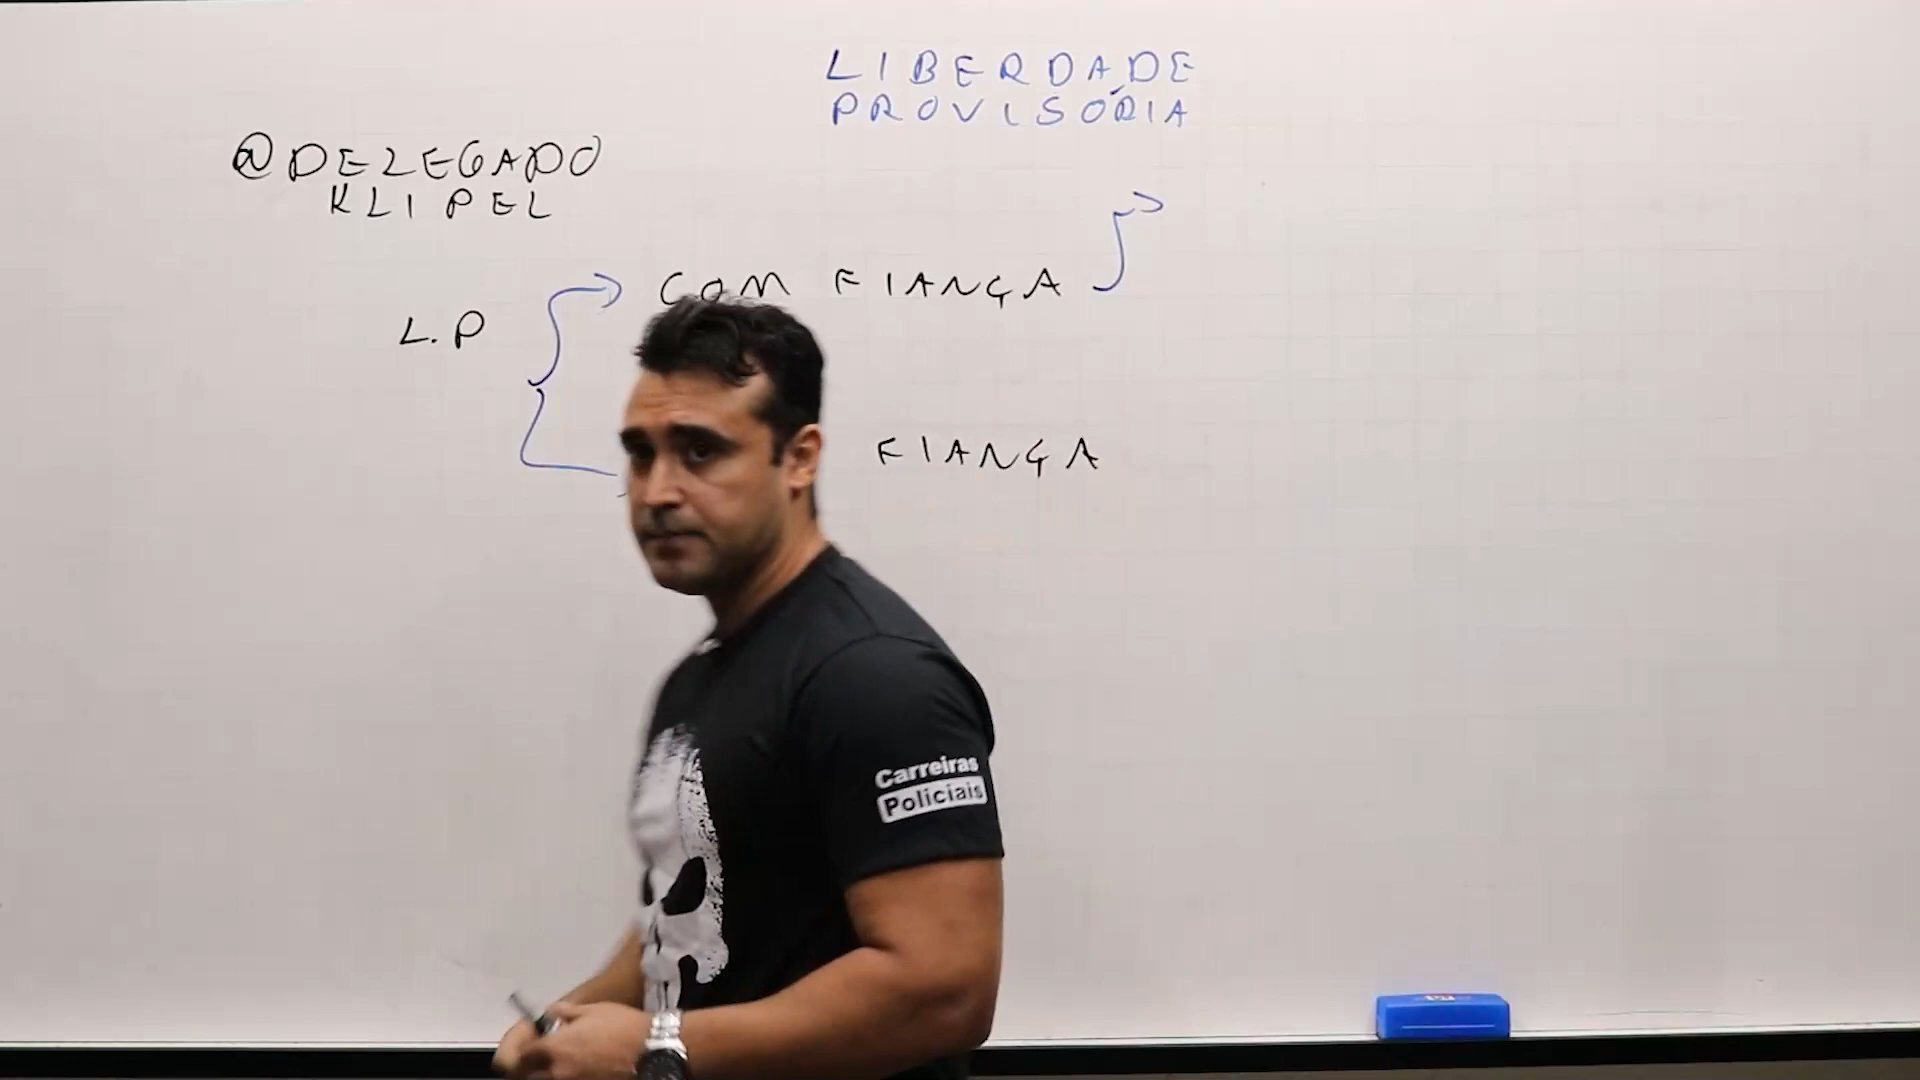 LIBERDADE
PROVISÓRIA
@DELEGADO
KLIPEL
COM FIANÇA
L.P
FIANÇA
Carreiras
Policiais